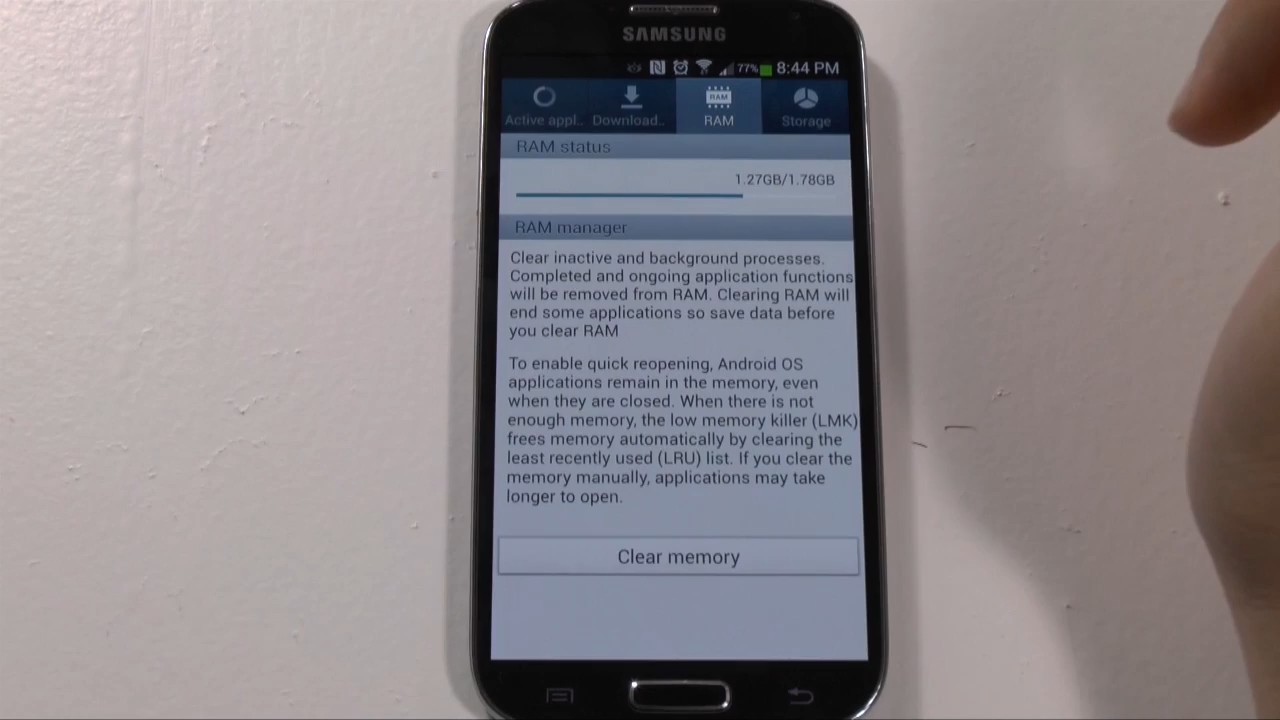 SAMSUNG
77% 8:44 PM
Active appl.. Download.. RAM Storage
RAM status
1.27GB/1.78GB
RAM manager
Clear inactive and background processes.
Completed and ongoing application functions
will be removed from RAM. Clearing RAM will
end some applications so save data before
you clear RAM
To enable quick reopening, Android OS
applications remain in the memory, even
when they are closed. When there is not
enough memory, the low memory killer (LMK)
frees memory automatically by clearing the
least recently used (LRU) list. If you clear the
memory manually, applications may take
longer to open.
Clear memory